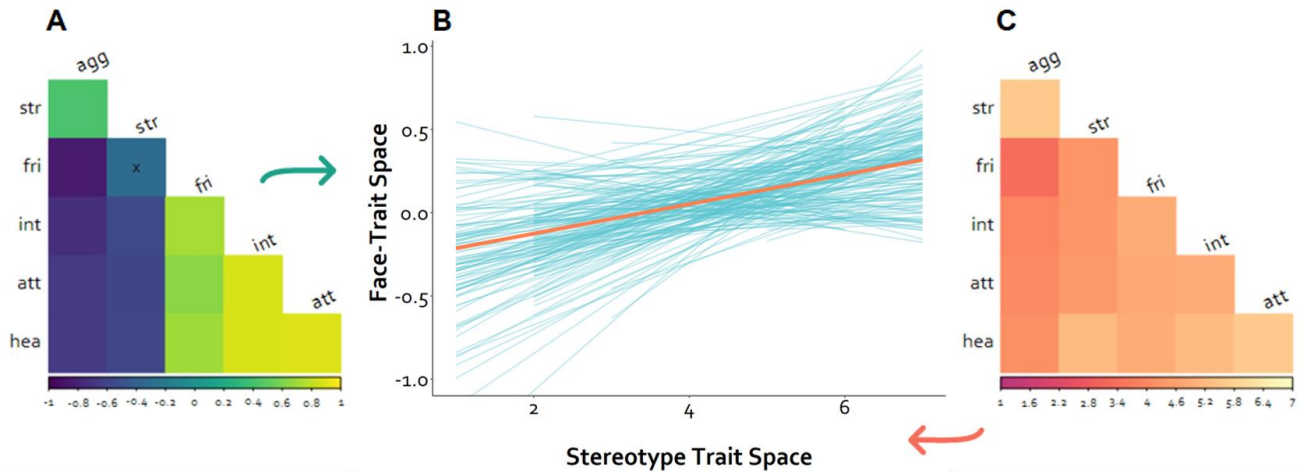 A
agg
str
str
fri
x
fri
int
int
att
att
hea
-1 -0.8 -0.6 -0.4 -0.2 0 0.2 0.4 0.6 0.8 1
B
Face-Trait Space
1.0
0.5
0.0
-0.5
-1.0
2 4 6
Stereotype Trait Space
C
agg
str
str
fri
fri
int
int
att
att
hea
1 1.6 2.2 2.8 3.4 4 4.6 5.2 5.8 6.4 7